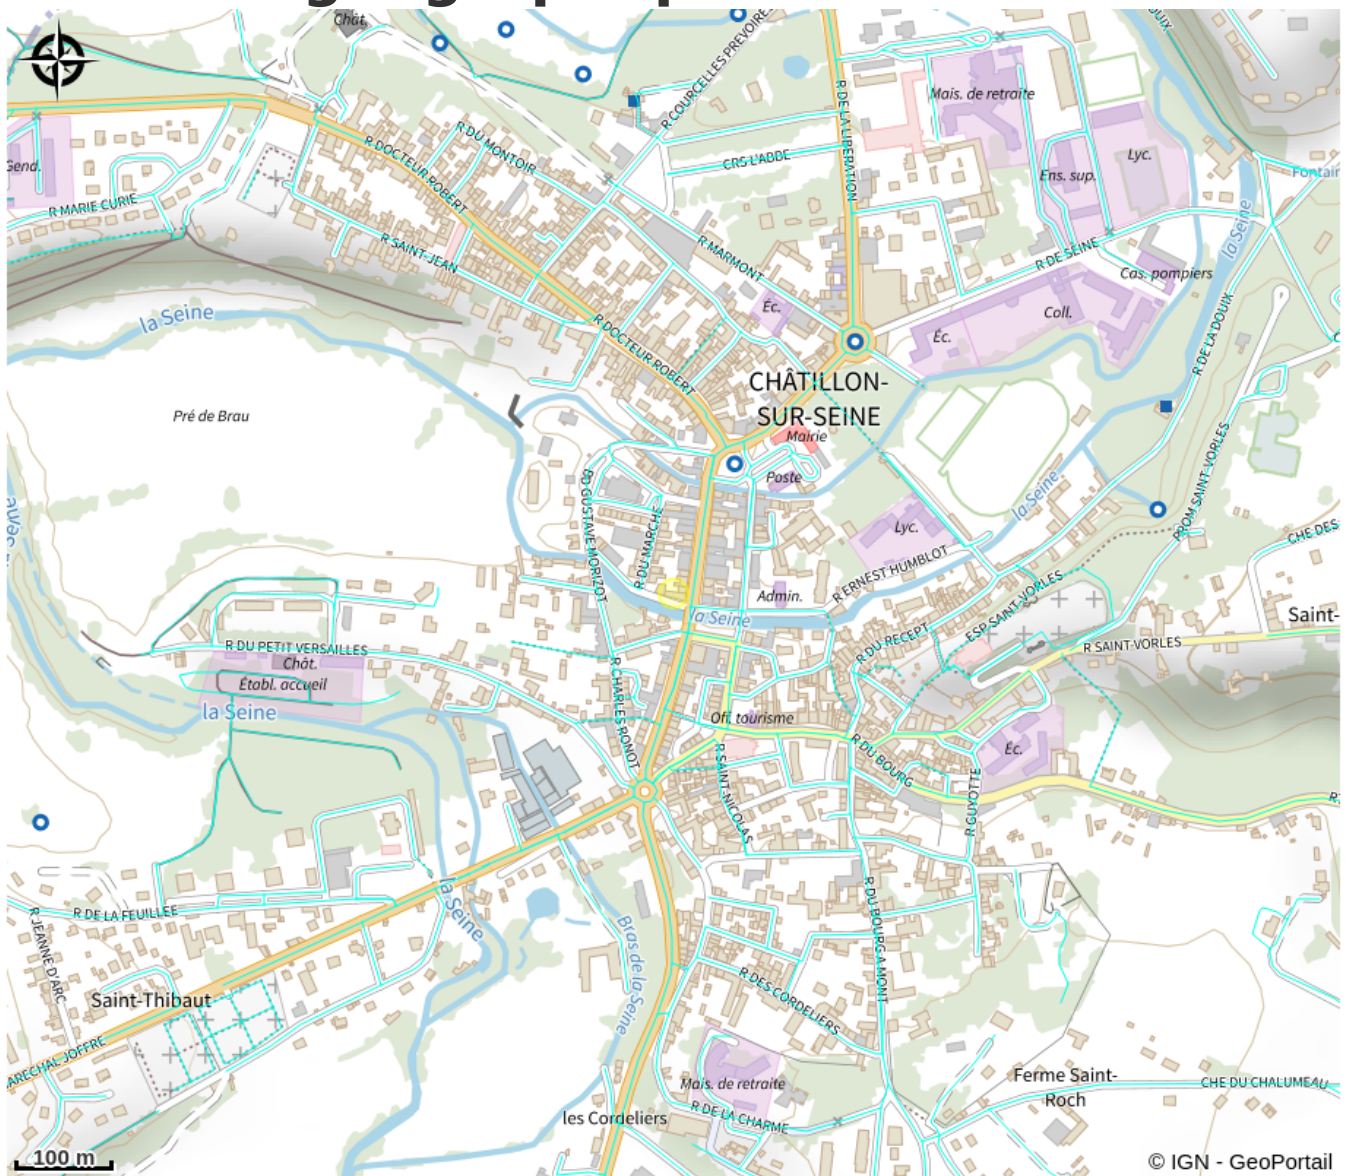 Chât.
R COURCELLES-PREVOIRE
R DE LA LIBERATION
Mais. de retraite
R DU MONTOIR
R DOCTEUR ROBERT
CRS L'ABBE
Ens. sup.
Lyc.
Gend.
R MARIE CURIE
Fontain
R SAINT-JEAN
R MARMONT
R DE SEINE
la Seine
Cas. pompiers
la Seine
Éc.
Coll.
Éc.
R DOCTEUR ROBERT
R DE LA DOUIX
CHÂTILLON-
SUR-SEINE
Pré de Brau
Mairie
Poste
PROM SAINT-VORLES
CD GUSTAVE MORIZOT
R DU MARCHE
Lyc.
la Seine
CHE DES
R ERNEST HUMBLOT
Admin.
ESP SAINT-VORLES
Saint-
la Seine
R DU RECEPT
R SAINT-VORLES
R DU PETIT VERSAILLES
Chât.
Établ. accueil
R CHARLES RONOT
la Seine
Off. tourisme
R DU BOURG
Éc.
R SAINT-NICOLAS
R GUYOTTE
R DE LA FEUILLEE
R JEANNE D'ARC
la Seine
R DU BOURG-A-MONT
Bras de la Seine
Saint-Thibaut
R DES CORDELIERS
ARECHAL JOFFRE
Mais. de retraite
Ferme Saint-
Roch
CHE DU CHALUMEAU
les Cordeliers
R DE LA CHARME
100 m
© IGN - GeoPortail